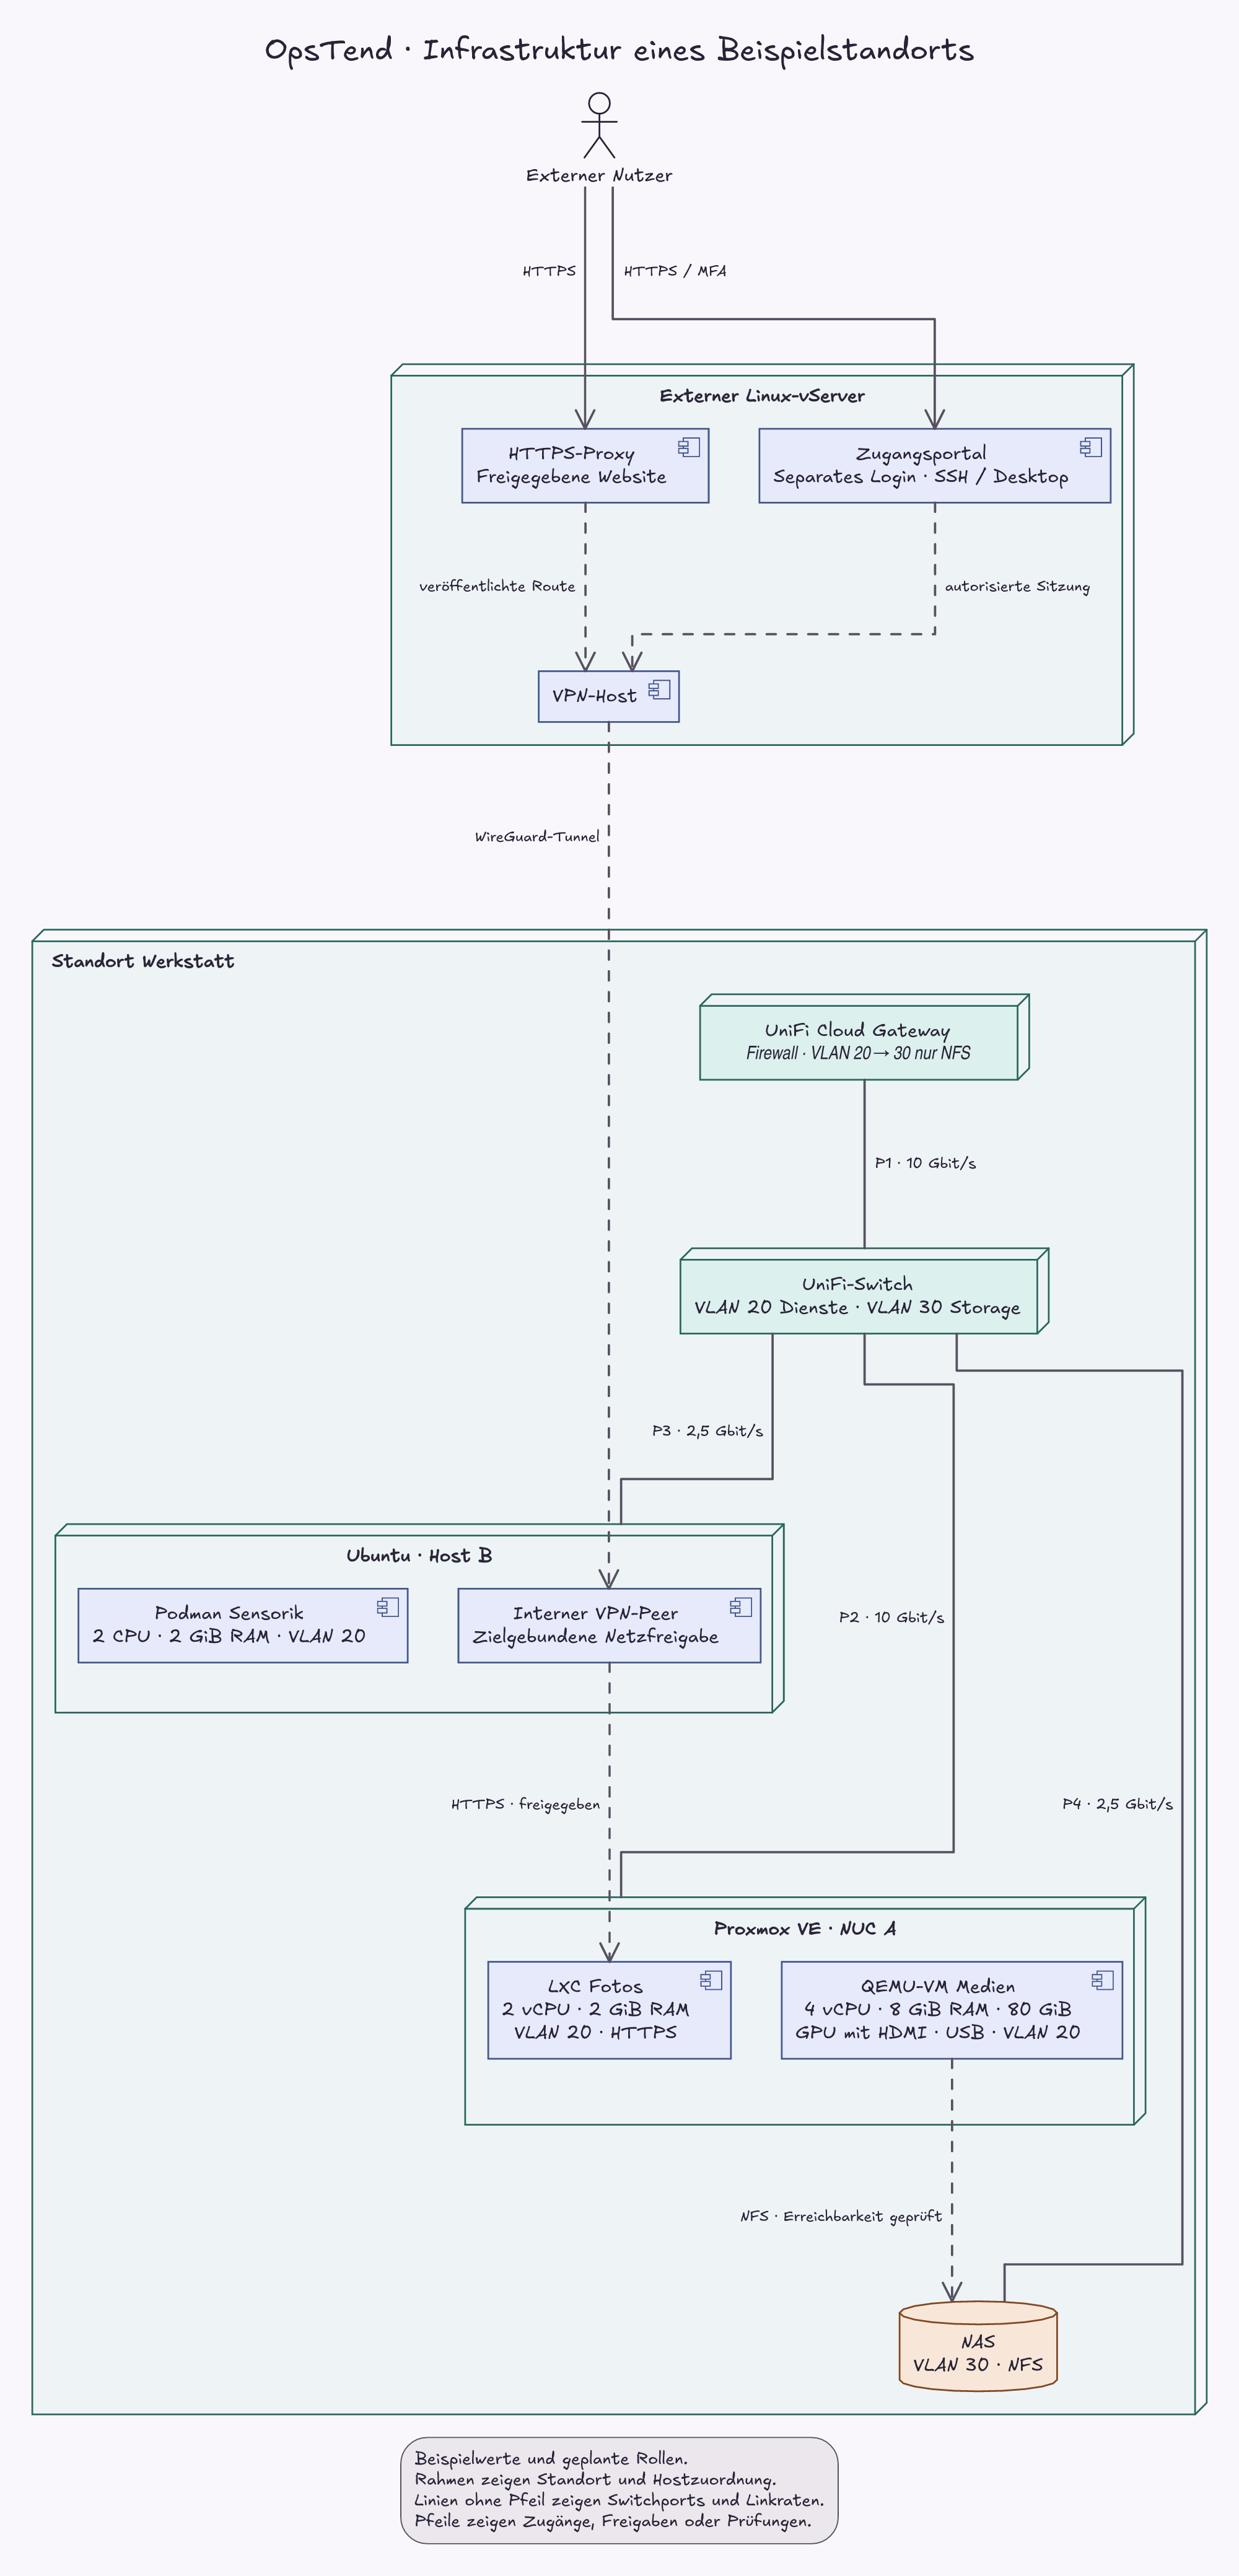 OpsTend · Infrastruktur eines Beispielstandorts
Externer Nutzer
HTTPS
HTTPS / MFA
Externer Linux-vServer
HTTPS-Proxy
Freigegebene Website
Zugangsportal
Separates Login · SSH / Desktop
veröffentlichte Route
autorisierte Sitzung
VPN-Host
WireGuard-Tunnel
Standort Werkstatt
UniFi Cloud Gateway
Firewall · VLAN 20 → 30 nur NFS
P1 · 10 Gbit/s
UniFi-Switch
VLAN 20 Dienste · VLAN 30 Storage
P3 · 2,5 Gbit/s
Ubuntu · Host B
Podman Sensorik
2 CPU · 2 GiB RAM · VLAN 20
Interner VPN-Peer
Zielgebundene Netzfreigabe
P2 · 10 Gbit/s
HTTPS · freigegeben
P4 · 2,5 Gbit/s
Proxmox VE · NUC A
LXC Fotos
2 vCPU · 2 GiB RAM
VLAN 20 · HTTPS
QEMU-VM Medien
4 vCPU · 8 GiB RAM · 80 GiB
GPU mit HDMI · USB · VLAN 20
NFS · Erreichbarkeit geprüft
NAS
VLAN 30 · NFS
Beispielwerte und geplante Rollen.
Rahmen zeigen Standort und Hostzuordnung.
Linien ohne Pfeil zeigen Switchports und Linkraten.
Pfeile zeigen Zugänge, Freigaben oder Prüfungen.